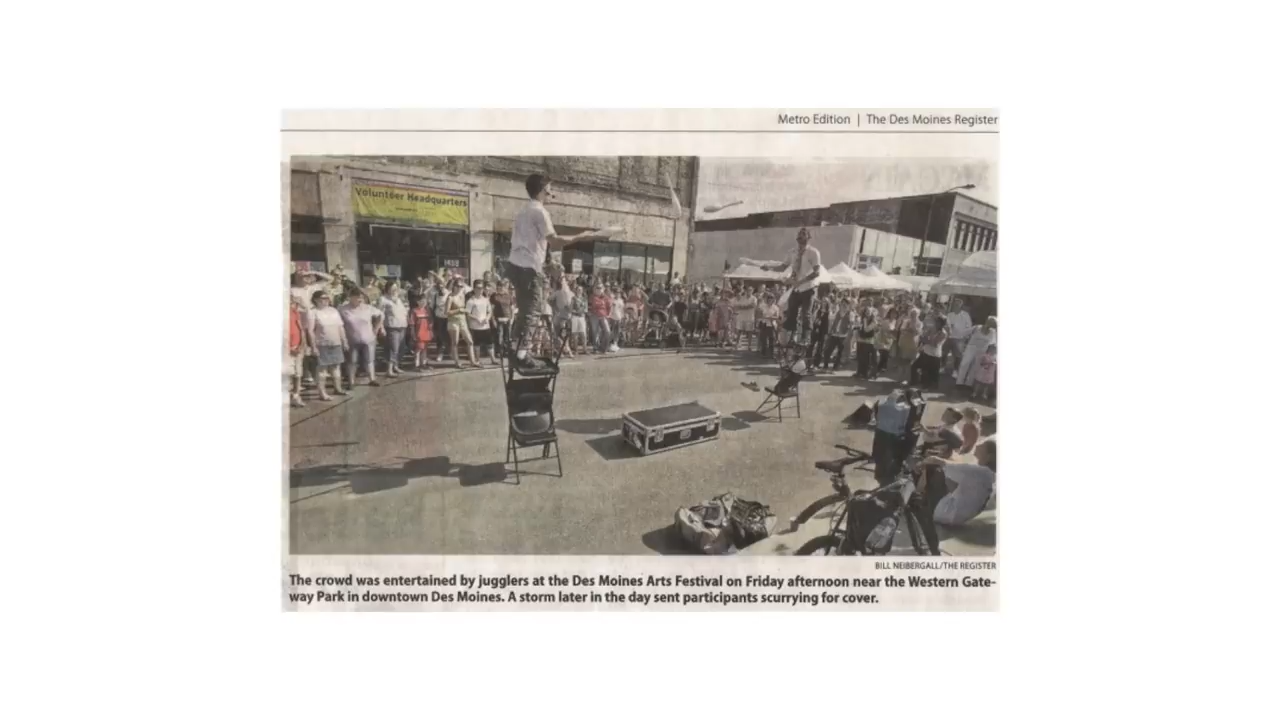 Metro Edition | The Des Moines Register
Volunteer Headquarters
BILL NEIBERGALL/THE REGISTER
The crowd was entertained by jugglers at the Des Moines Arts Festival on Friday afternoon near the Western Gate-
way Park in downtown Des Moines. A storm later in the day sent participants scurrying for cover.